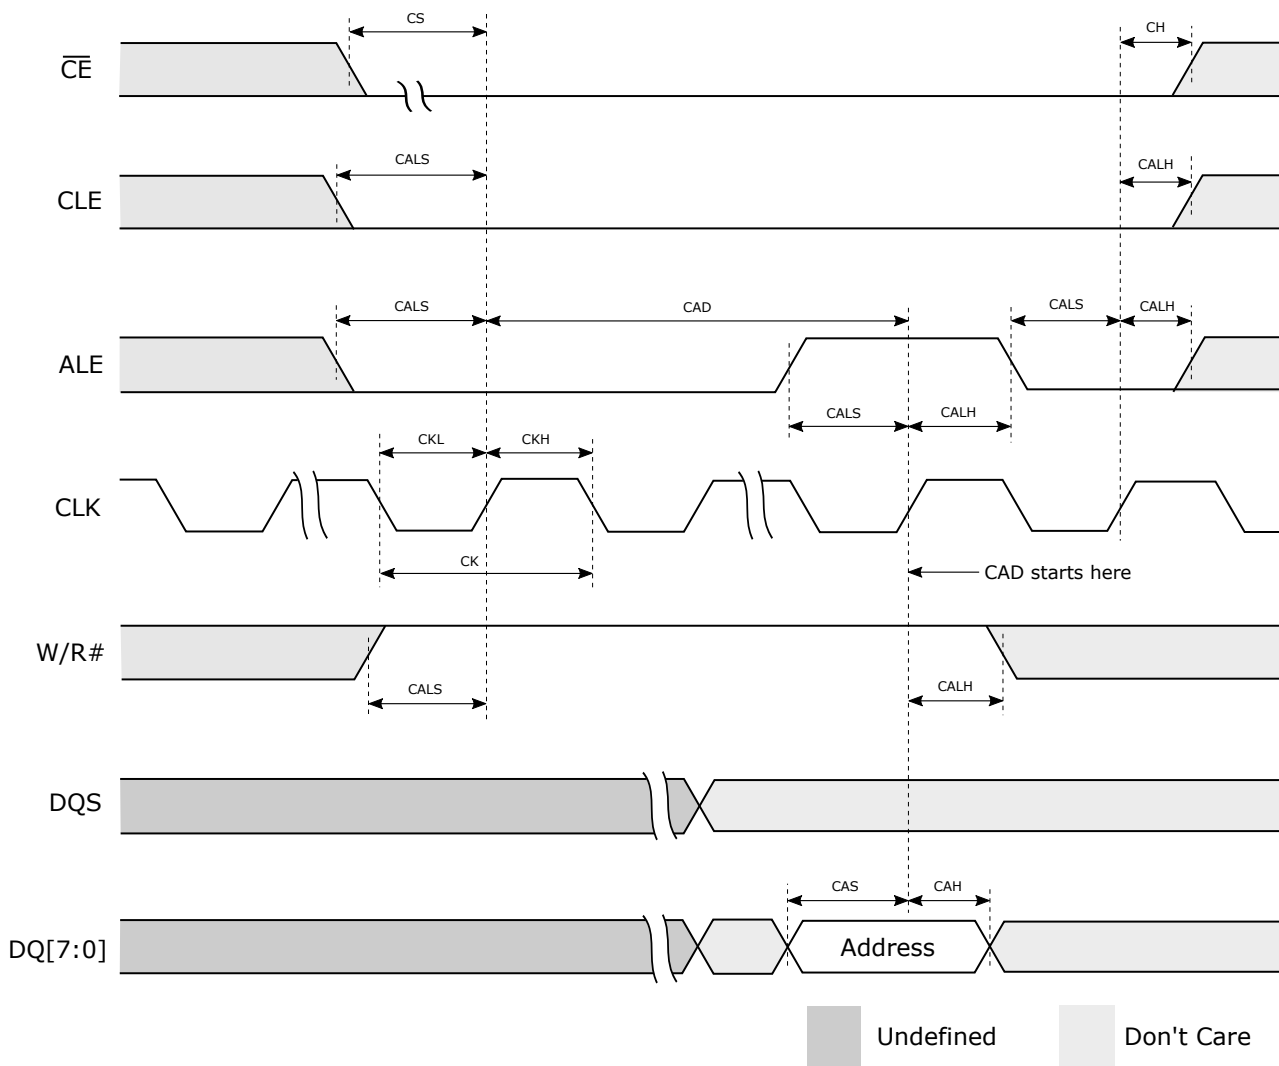 CS
CH
CE
CALS
CALH
CLE
CALS
CAD
CALS
CALH
ALE
CALS
CALH
CKL
CKH
CLK
CK
CAD starts here
W/R#
CALS
CALH
DQS
CAS
CAH
DQ[7:0]
Address
Undefined
Don't Care